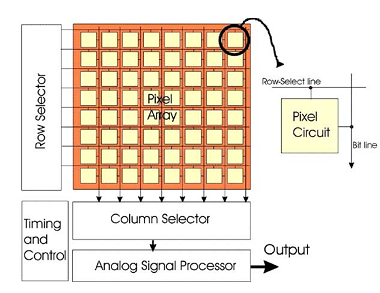 Row Selector
Pixel
Array
Row-Select line
Pixel
Circuit
Bit line
Timing
and
Control
Column Selector
Analog Signal Processor
Output